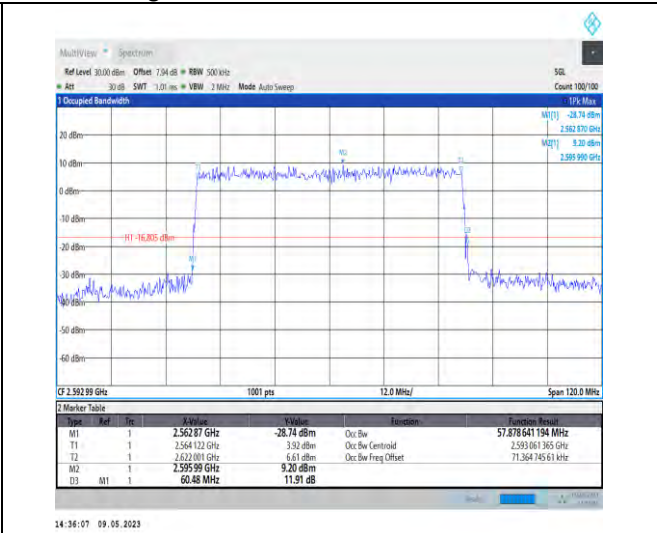 MultiView Spectrum
Ref Level 30.00 dBm Offset 7.94 dB RBW 500 kHz SGL
Att 30 dB SWT 1.01 ms VBW 2 MHz Mode Auto Sweep Count 100/100
1 Occupied Bandwidth 1Pk Max
M1[1] -28.74 dBm
2.562 870 GHz
M2[1] 9.20 dBm
2.595 990 GHz
20 dBm
M2
10 dBm
T1
0 dBm
-10 dBm
H1 -16.805 dBm
-20 dBm
M1
-30 dBm
-40 dBm
-50 dBm
-60 dBm
CF 2.592 99 GHz 1001 pts 12.0 MHz/ Span 120.0 MHz
2 Marker Table
Type Ref Trc X-Value Y-Value Function Function Result
M1 1 2.562 87 GHz -28.74 dBm Occ Bw 57.878 641 194 MHz
T1 1 2.564 122 GHz 3.92 dBm Occ Bw Centroid 2.593 061 365 GHz
T2 1 2.622 001 GHz 6.61 dBm Occ Bw Freq Offset 71.364 745 61 kHz
M2 1 2.595 99 GHz 9.20 dBm
D3 M1 1 60.48 MHz 11.91 dB
14:36:07 09.05.2023